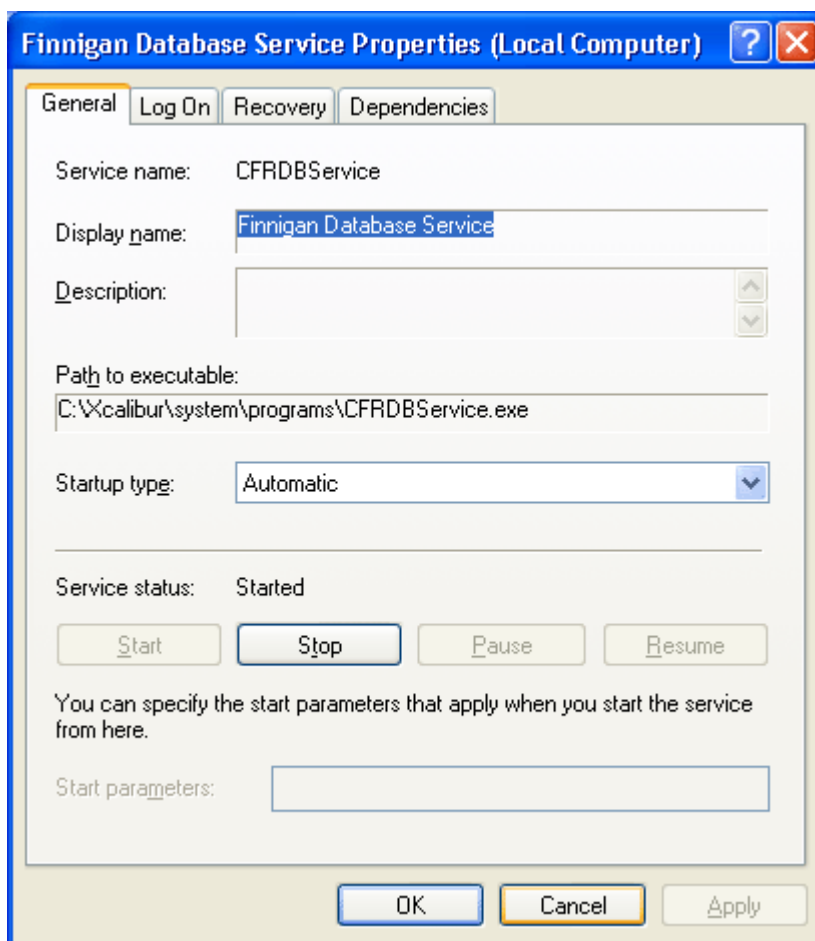 Finnigan Database Service Properties (Local Computer) ?
General Log On Recovery Dependencies
Service name: CFRDBService
Display name: Finnigan Database Service
Description:
Path to executable:
C:\Xcalibur\system\programs\CFRDBService.exe
Startup type: Automatic
Service status: Started
Start Stop Pause Resume
You can specify the start parameters that apply when you start the service
from here.
Start parameters:
OK Cancel Apply